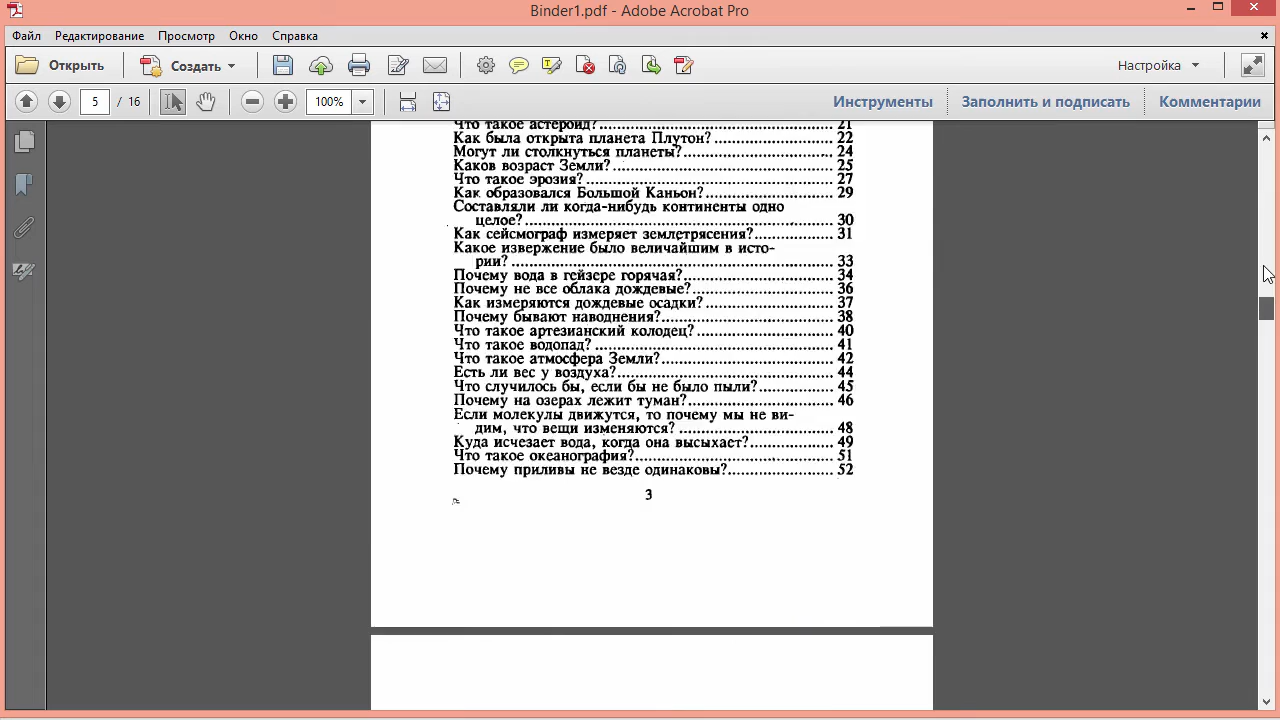 Binder1.pdf - Adobe Acrobat Pro
Файл Редактирование Просмотр Окно Справка
Открыть Создать Настройка
5 / 16 100% Инструменты Заполнить и подписать Комментарии
Что такое астероид? 21
Как была открыта планета Плутон? 22
Могут ли столкнуться планеты? 24
Каков возраст Земли? 25
Что такое эрозия? 27
Как образовался Большой Каньон? 29
Составляли ли когда-нибудь континенты одно
целое? 30
Как сейсмограф измеряет землетрясения? 31
Какое извержение было величайшим в исто-
рии? 33
Почему вода в гейзере горячая? 34
Почему не все облака дождевые? 36
Как измеряются дождевые осадки? 37
Почему бывают наводнения? 38
Что такое артезианский колодец? 40
Что такое водопад? 41
Что такое атмосфера Земли? 42
Есть ли вес у воздуха? 44
Что случилось бы, если бы не было пыли? 45
Почему на озерах лежит туман? 46
Если молекулы движутся, то почему мы не ви-
дим, что вещи изменяются? 48
Куда исчезает вода, когда она высыхает? 49
Что такое океанография? 51
Почему приливы не везде одинаковы? 52
3